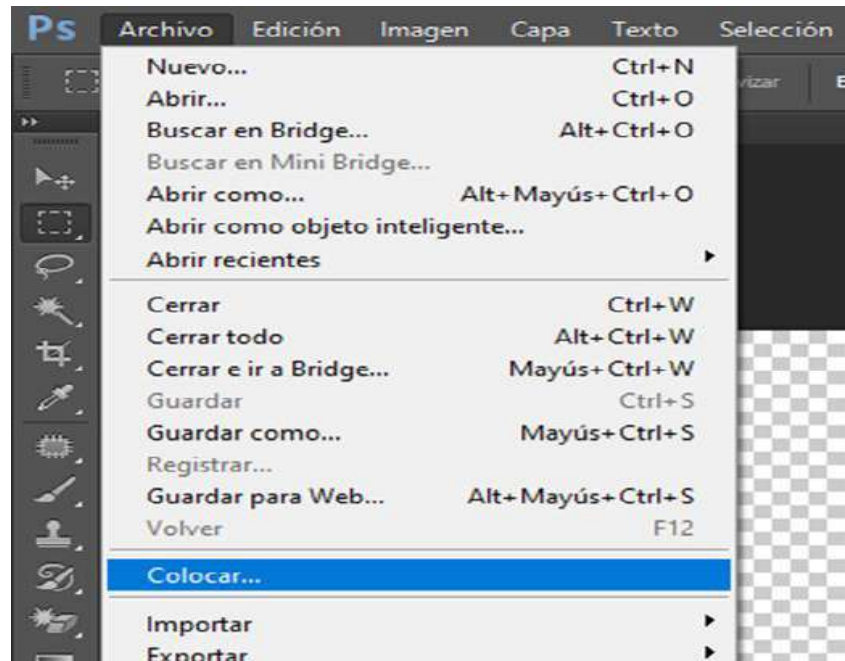 Ps Archivo Edición Imagen Capa Texto Selección
Nuevo... Ctrl+N
Abrir... Ctrl+O
Buscar en Bridge... Alt+Ctrl+O
Buscar en Mini Bridge...
Abrir como... Alt+Mayús+Ctrl+O
Abrir como objeto inteligente...
Abrir recientes
Cerrar Ctrl+W
Cerrar todo Alt+Ctrl+W
Cerrar e ir a Bridge... Mayús+Ctrl+W
Guardar Ctrl+S
Guardar como... Mayús+Ctrl+S
Registrar...
Guardar para Web... Alt+Mayús+Ctrl+S
Volver F12
Colocar...
Importar
Exportar